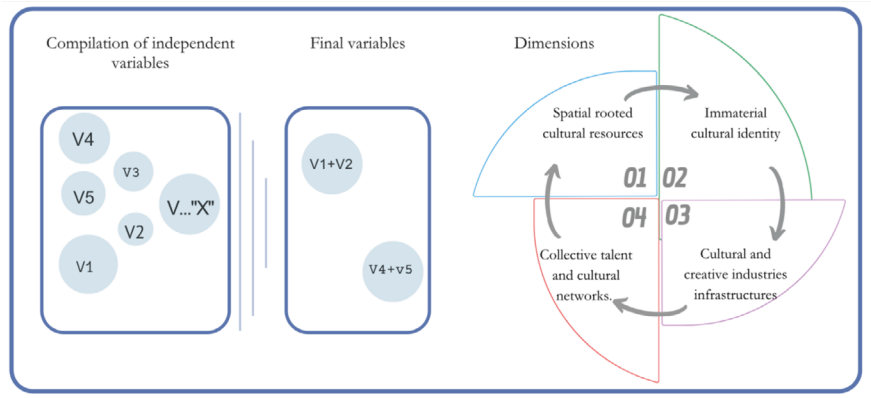 Compilation of independent
variables
V4
V3
V5
V..."X"
V2
V1
Final variables
V1+V2
V4+v5
Dimensions
Spatial rooted
cultural resources
Immaterial
cultural identity
01
02
04
03
Collective talent
and cultural
networks.
Cultural and
creative industries
infrastructures